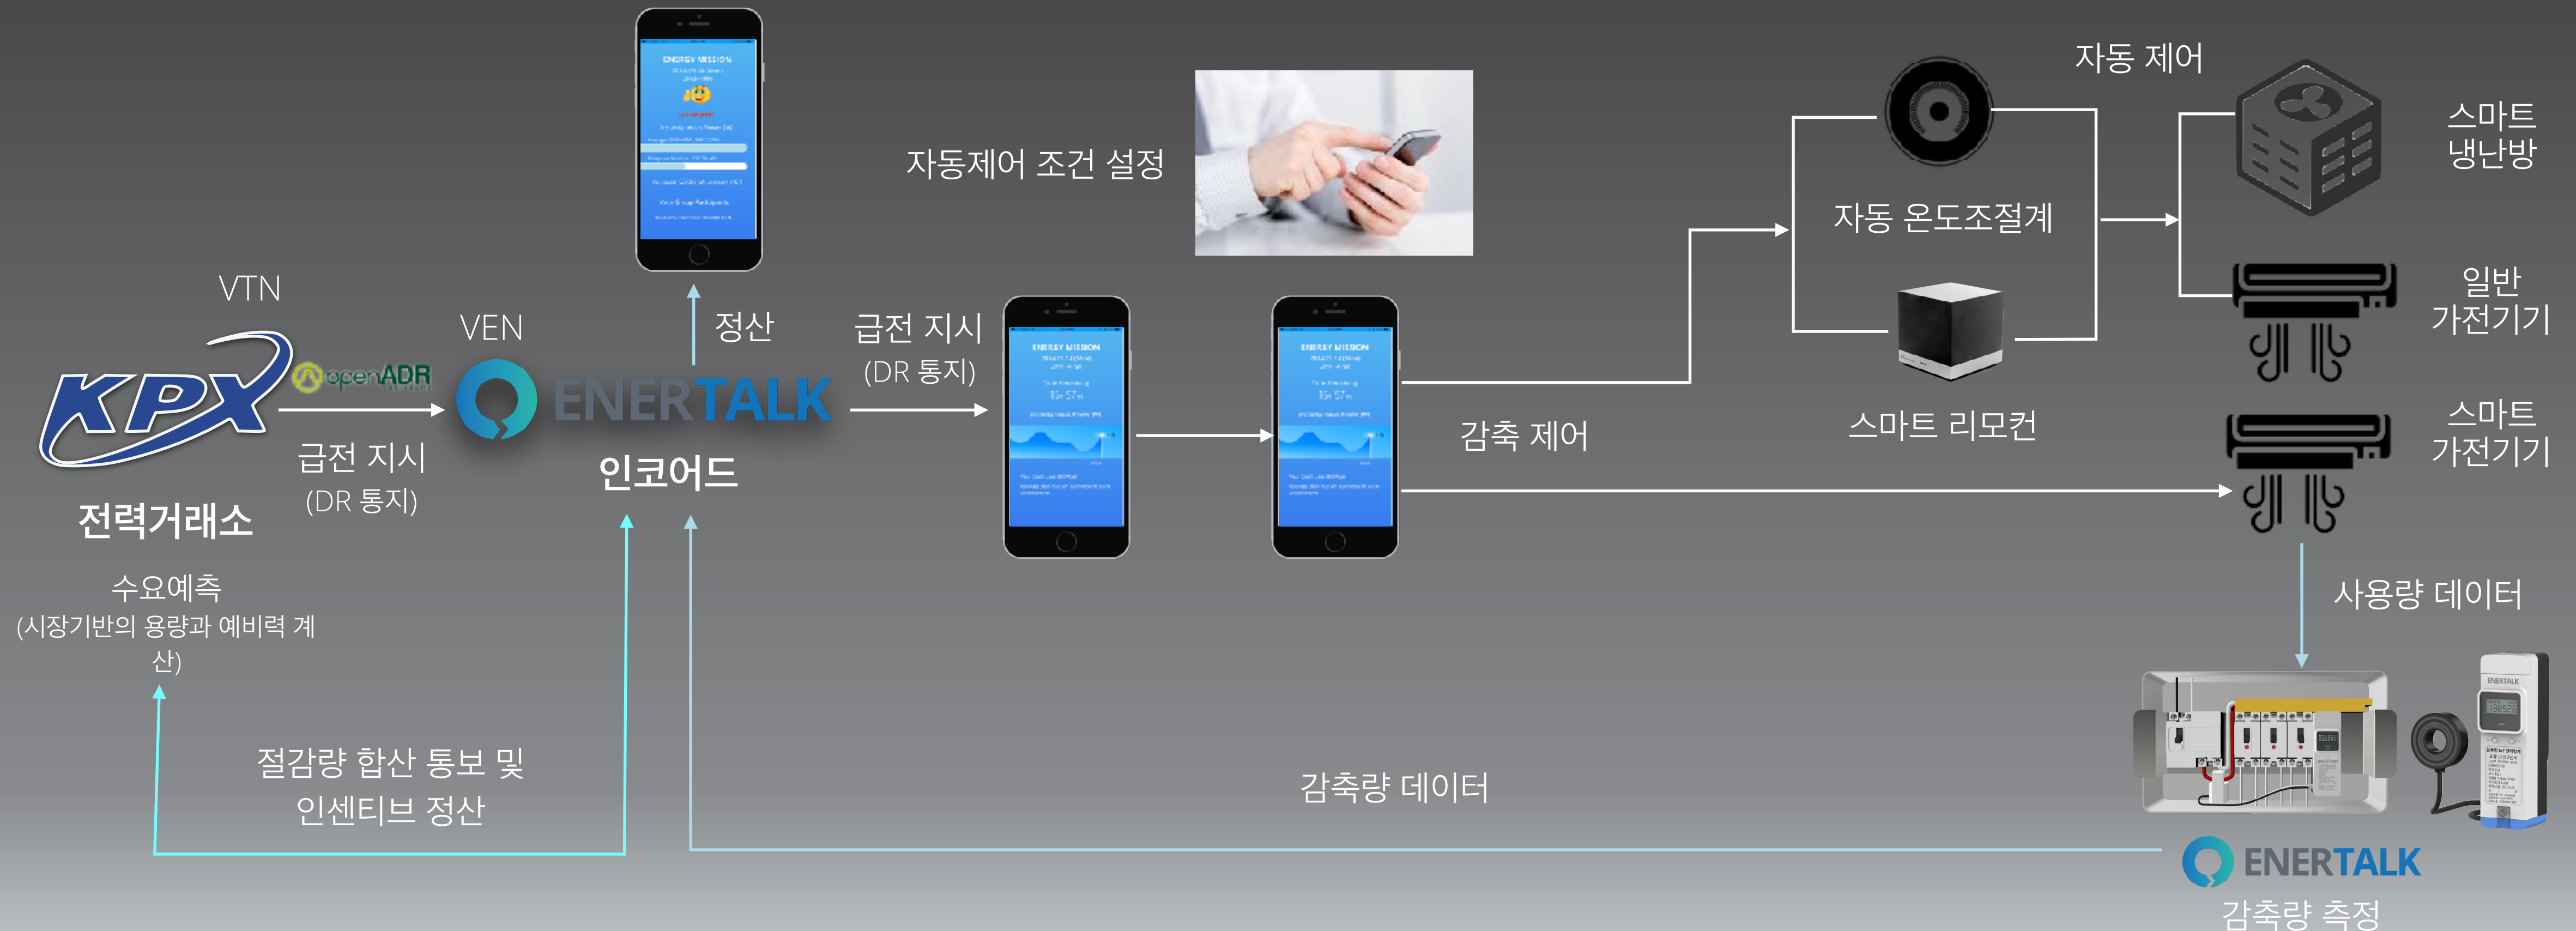 ENERGY MISSION
자동 제어
스마트
냉난방
자동제어 조건 설정
자동 온도조절계
VTN
VEN
정산
급전 지시
(DR 통지)
일반
가전기기
KPX
openADR
ENERTALK
ENERGY MISSION
ENERGY MISSION
15h 57m
15h 57m
스마트 리모컨
스마트
가전기기
급전 지시
(DR 통지)
인코어드
감축 제어
전력거래소
수요예측
(시장기반의 용량과 예비력 계
산)
사용량 데이터
ENERTALK
절감량 합산 통보 및
인센티브 정산
감축량 데이터
ENERTALK
감축량 측정